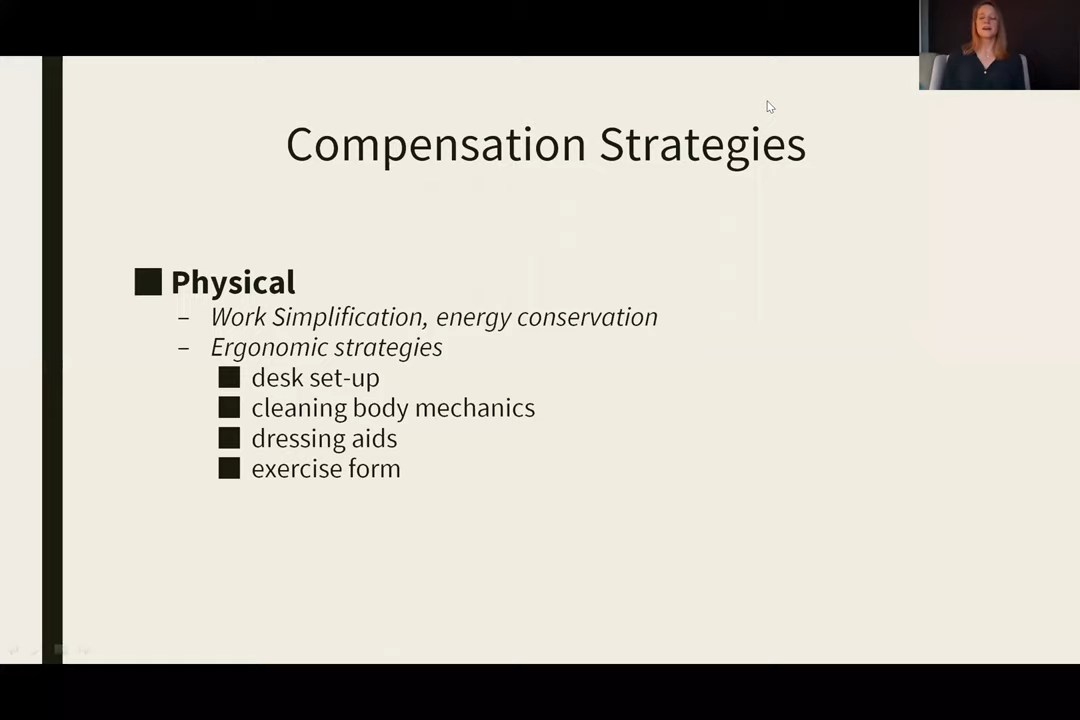 Compensation Strategies
Physical
– Work Simplification, energy conservation
– Ergonomic strategies
desk set-up
cleaning body mechanics
dressing aids
exercise form